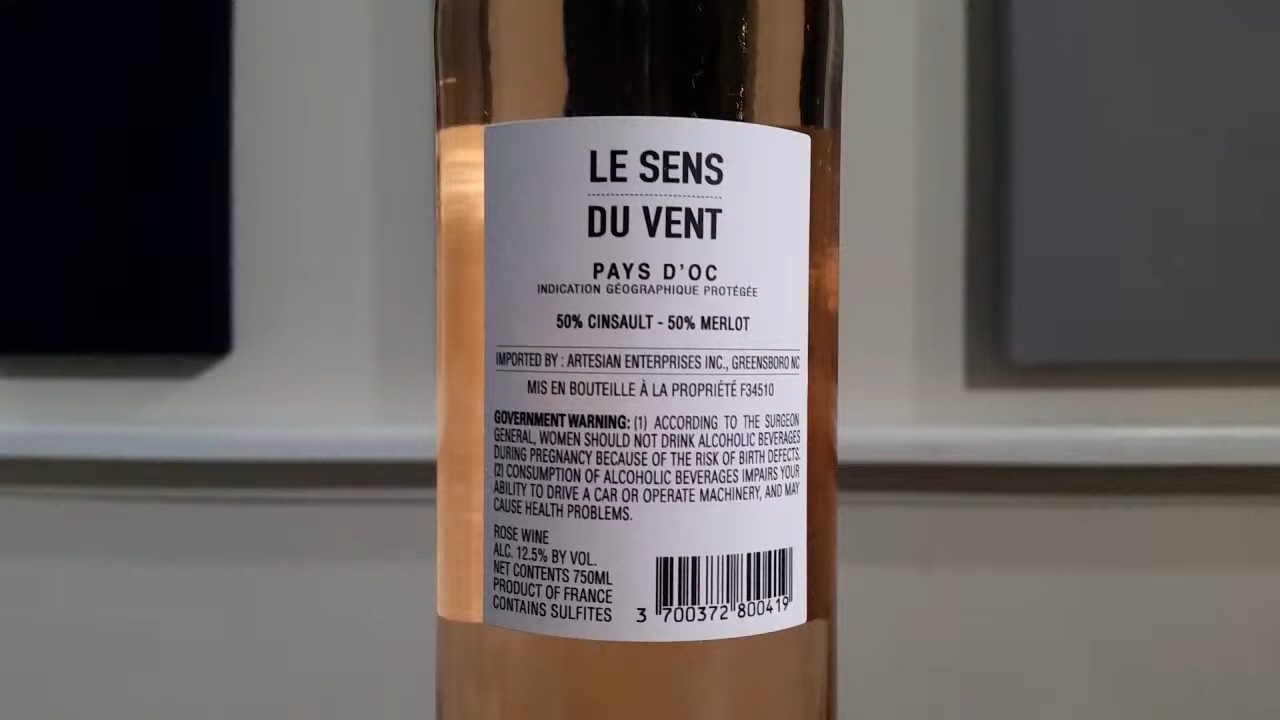 LE SENS
DU VENT
PAYS D'OC
INDICATION GÉOGRAPHIQUE PROTÉGÉE
50% CINSAULT - 50% MERLOT
IMPORTED BY : ARTESIAN ENTERPRISES INC., GREENSBORO NC
MIS EN BOUTEILLE À LA PROPRIÉTÉ F34510
GOVERNMENT WARNING: (1) ACCORDING TO THE SURGEON
GENERAL, WOMEN SHOULD NOT DRINK ALCOHOLIC BEVERAGES
DURING PREGNANCY BECAUSE OF THE RISK OF BIRTH DEFECTS.
(2) CONSUMPTION OF ALCOHOLIC BEVERAGES IMPAIRS YOUR
ABILITY TO DRIVE A CAR OR OPERATE MACHINERY, AND MAY
CAUSE HEALTH PROBLEMS.
ROSE WINE
ALC. 12.5% BY VOL.
NET CONTENTS 750ML
PRODUCT OF FRANCE
CONTAINS SULFITES
3 700372 800419